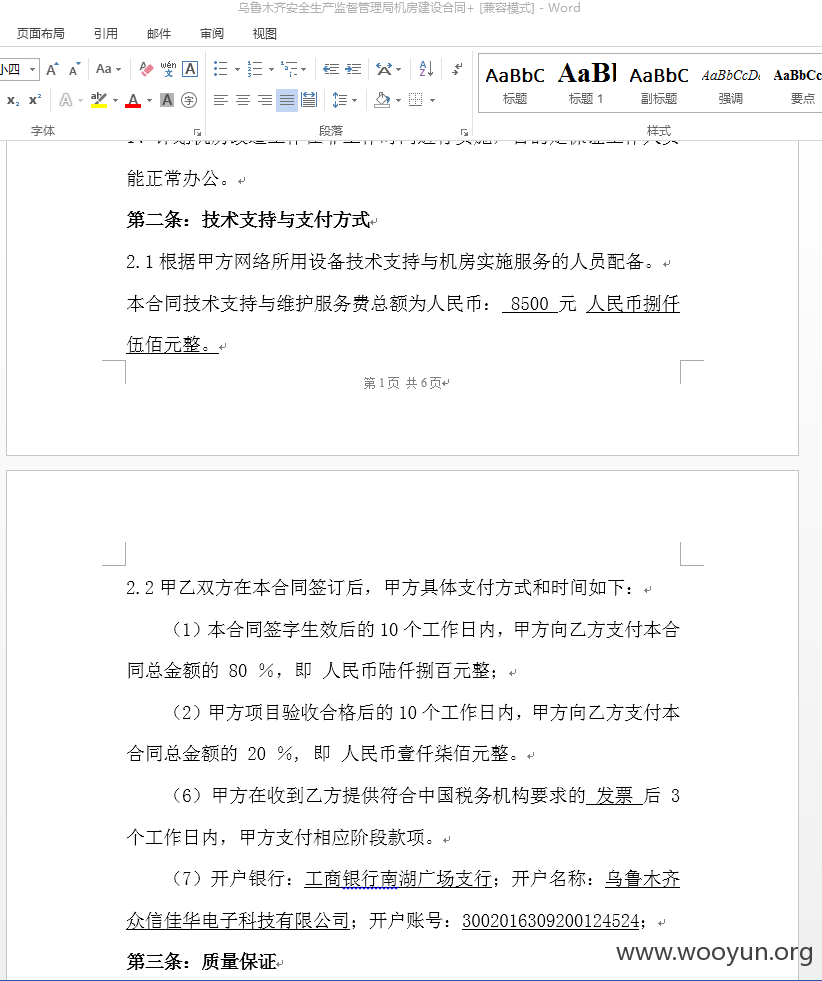 乌鲁木齐安全生产监督管理局机房建设合同+ [兼容模式] - Word
页面布局 引用 邮件 审阅 视图
小四 A A Aa wén 文 A
AaBbC AaBl AaBbC AaBbCcDc AaBbCc
x₂ x² A aby A A 字
标题 标题 1 副标题 强调 要点
字体 段落 样式
能正常办公。
第二条：技术支持与支付方式
2.1根据甲方网络所用设备技术支持与机房实施服务的人员配备。
本合同技术支持与维护服务费总额为人民币： 8500 元 人民币捌仟
伍佰元整。
第 1 页 共 6 页
2.2甲乙双方在本合同签订后，甲方具体支付方式和时间如下：
（1）本合同签字生效后的10个工作日内，甲方向乙方支付本合
同总金额的 80 %，即 人民币陆仟捌百元整；
（2）甲方项目验收合格后的10个工作日内，甲方向乙方支付本
合同总金额的 20 %，即 人民币壹仟柒佰元整。
（6）甲方在收到乙方提供符合中国税务机构要求的 发票 后 3
个工作日内，甲方支付相应阶段款项。
（7）开户银行：工商银行南湖广场支行；开户名称：乌鲁木齐
众信佳华电子科技有限公司；开户账号：3002016309200124524；
第三条：质量保证
www.wooyun.org